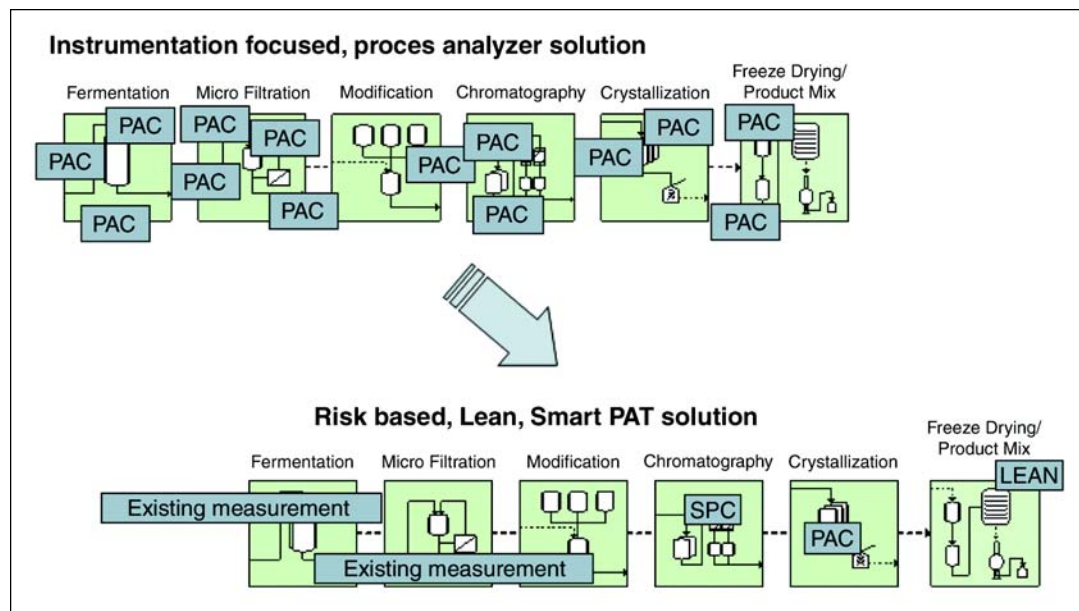 Instrumentation focused, proces analyzer solution
Fermentation
Micro Filtration
Modification
Chromatography
Crystallization
Freeze Drying/
Product Mix
PAC
PAC
PAC
PAC
PAC
PAC
PAC
PAC
PAC
PAC
PAC
PAC
PAC
PAC
Risk based, Lean, Smart PAT solution
Fermentation
Micro Filtration
Modification
Chromatography
Crystallization
Freeze Drying/
Product Mix
LEAN
Existing measurement
SPC
PAC
Existing measurement